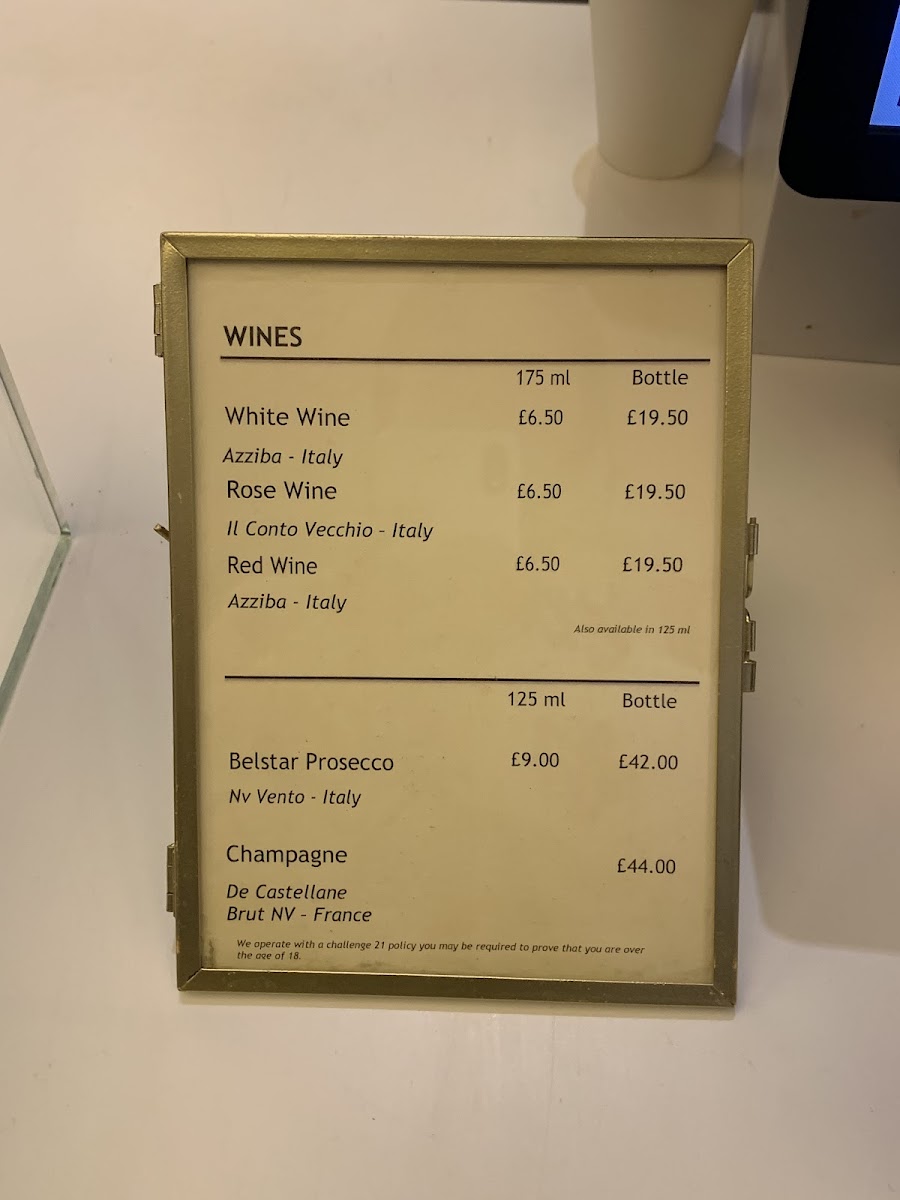 WINES
175 ml Bottle
White Wine £6.50 £19.50
Azziba - Italy
Rose Wine £6.50 £19.50
Il Conto Vecchio – Italy
Red Wine £6.50 £19.50
Azziba - Italy
Also available in 125 ml
125 ml Bottle
Belstar Prosecco £9.00 £42.00
Nv Vento - Italy
Champagne £44.00
De Castellane
Brut NV – France
We operate with a challenge 21 policy you may be required to prove that you are over
the age of 18.